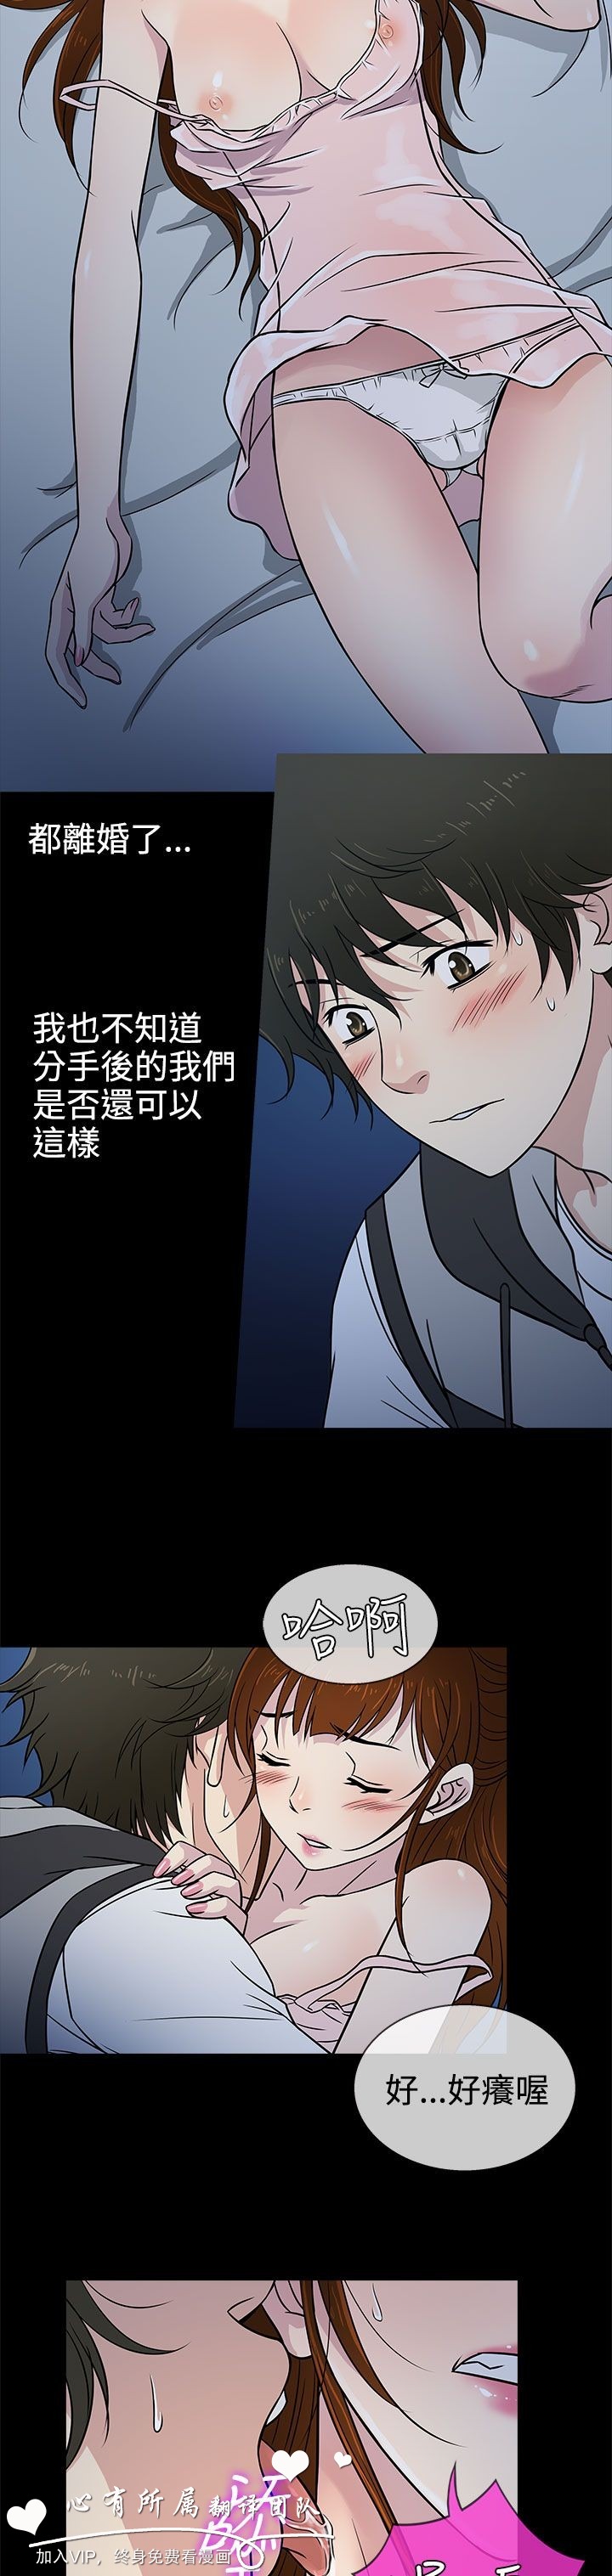 都離婚了...
我也不知道
分手後的我們
是否還可以
這樣
哈啊
好...好癢喔
心有所属翻译团队
加入VIP，终身免费看漫画